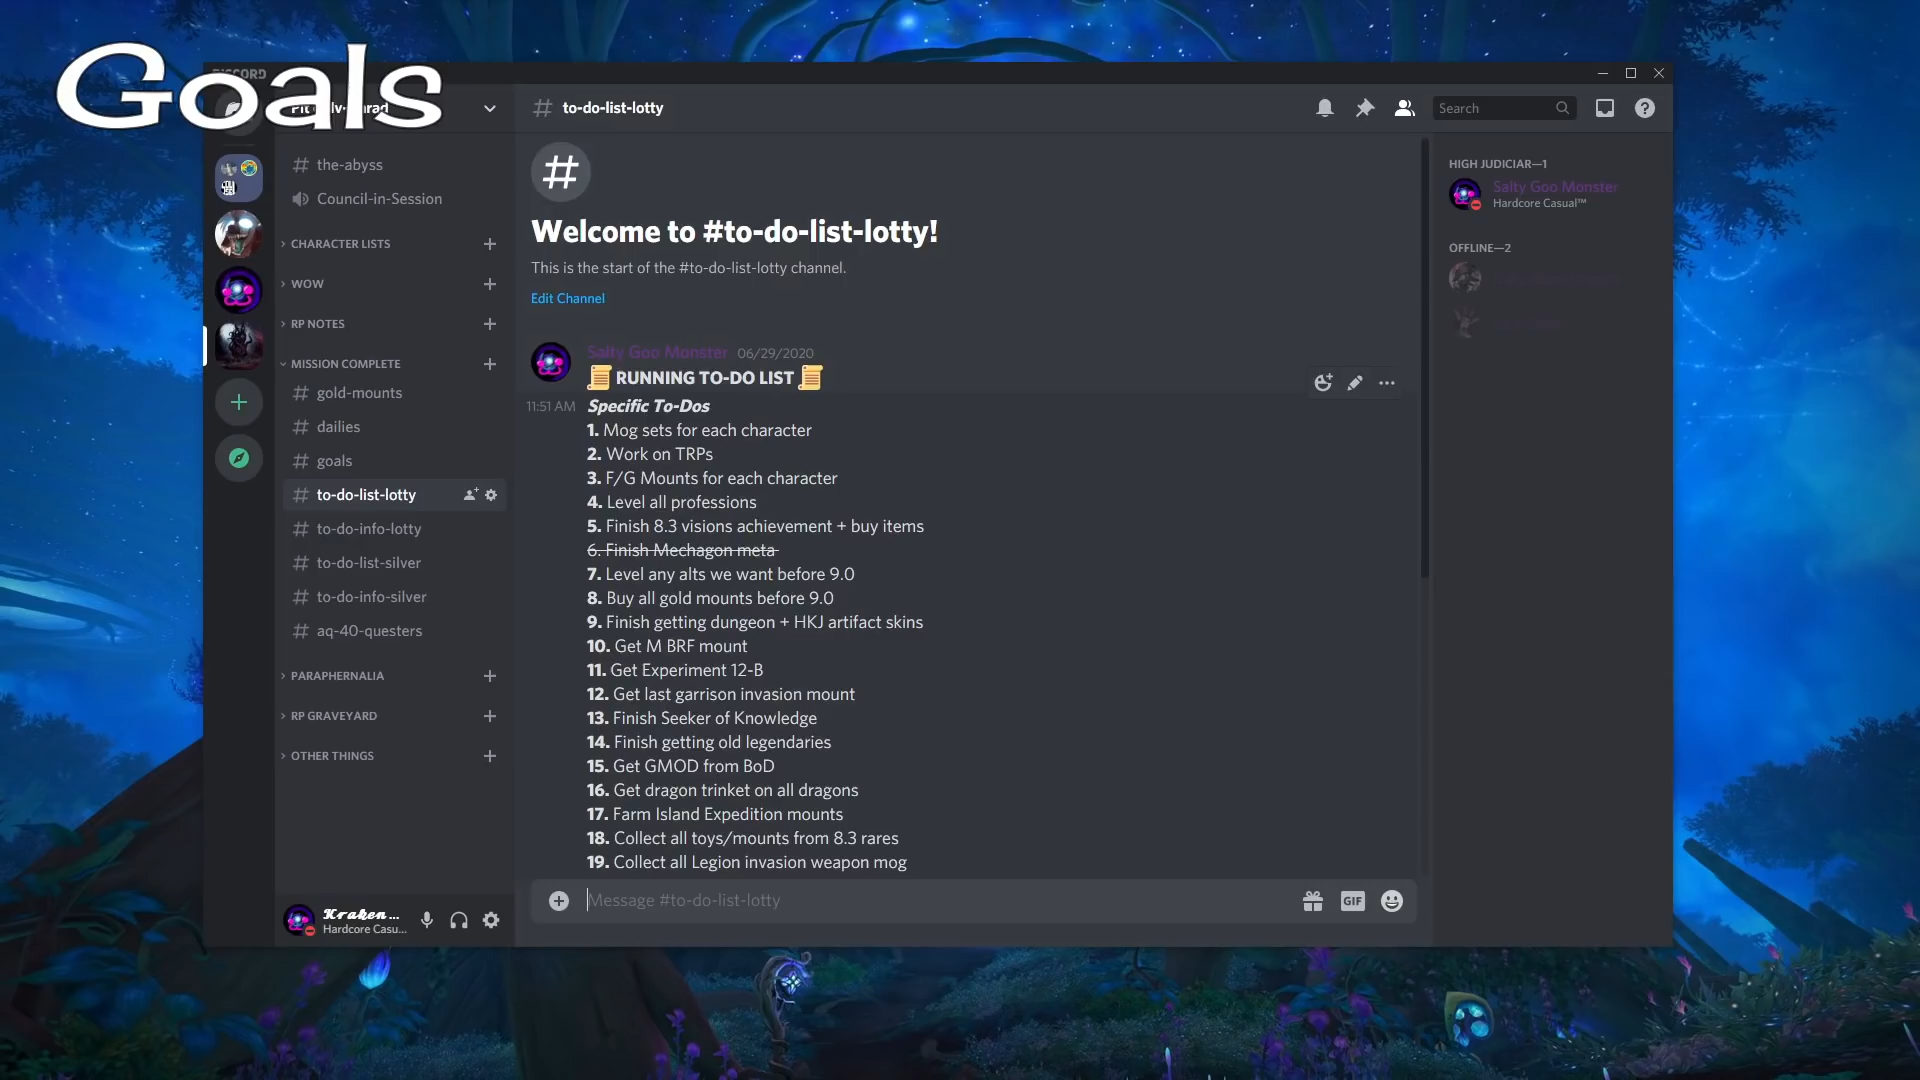 Goals
DISCORD
to-do-list-lotty
Search
the-abyss
Council-in-Session
CHARACTER LISTS
WOW
RP NOTES
MISSION COMPLETE
gold-mounts
dailies
goals
to-do-list-lotty
to-do-info-lotty
to-do-list-silver
to-do-info-silver
aq-40-questers
PARAPHERNALIA
RP GRAVEYARD
OTHER THINGS
Kraken ...
Hardcore Casu...
#
Welcome to #to-do-list-lotty!
This is the start of the #to-do-list-lotty channel.
Edit Channel
Salty Goo Monster 06/29/2020
RUNNING TO-DO LIST
11:51 AM Specific To-Dos
1. Mog sets for each character
2. Work on TRPs
3. F/G Mounts for each character
4. Level all professions
5. Finish 8.3 visions achievement + buy items
6. Finish Mechagon meta
7. Level any alts we want before 9.0
8. Buy all gold mounts before 9.0
9. Finish getting dungeon + HKJ artifact skins
10. Get M BRF mount
11. Get Experiment 12-B
12. Get last garrison invasion mount
13. Finish Seeker of Knowledge
14. Finish getting old legendaries
15. Get GMOD from BoD
16. Get dragon trinket on all dragons
17. Farm Island Expedition mounts
18. Collect all toys/mounts from 8.3 rares
19. Collect all Legion invasion weapon mog
Message #to-do-list-lotty
GIF
HIGH JUDICIAR—1
Salty Goo Monster
Hardcore Casual™
OFFLINE—2